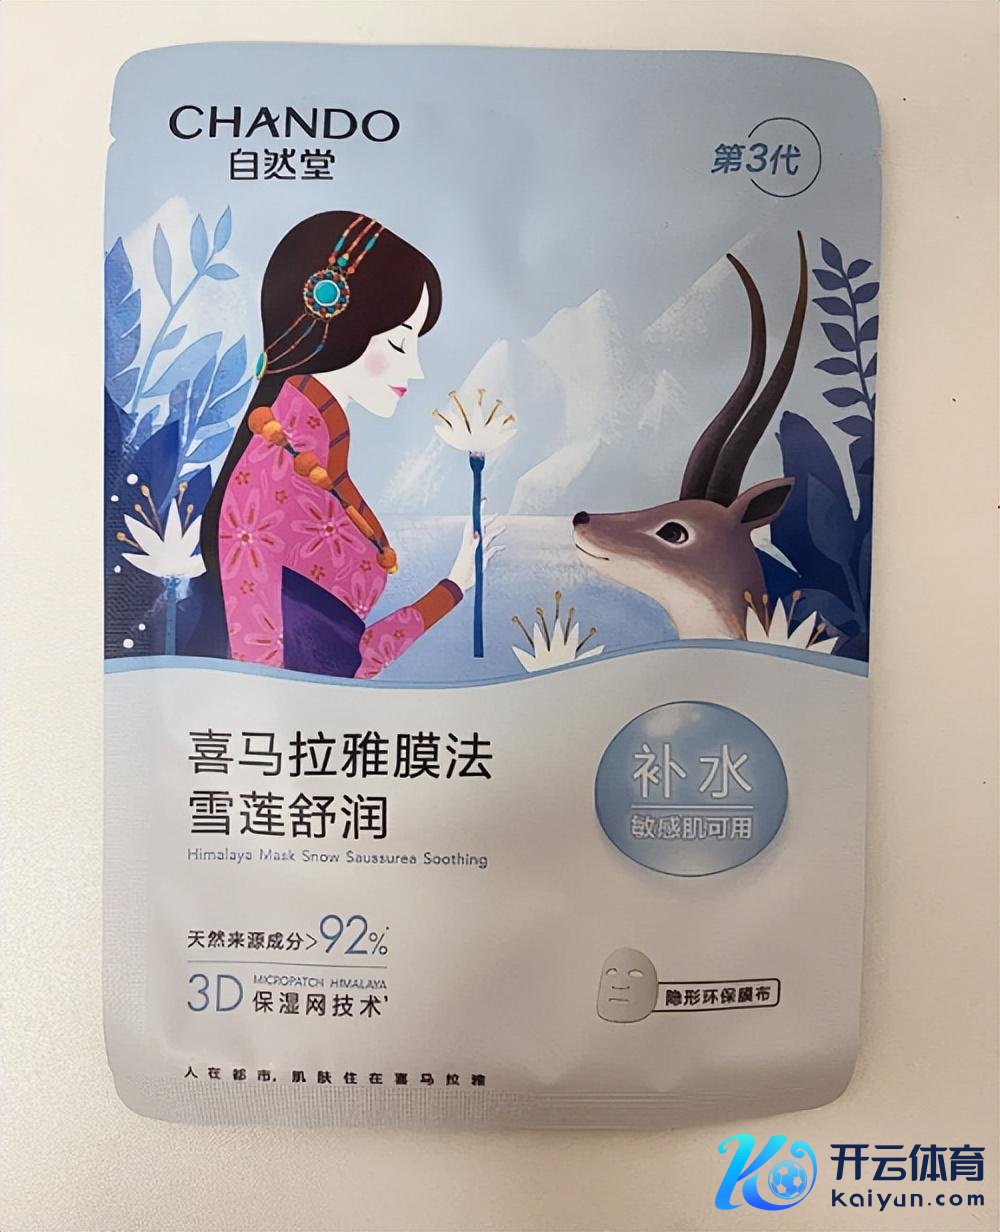 CHANDO
自然堂
第3代
喜马拉雅膜法
雪莲舒润
Himalaya Mask Snow Saussurea Soothing
补水
敏感肌可用
天然来源成分>92%*
3D
MICROPATCH HIMALAYA
保湿网技术
隐形环保膜布
人在都市,肌肤住在喜马拉雅
开云体育
kaiyun.com